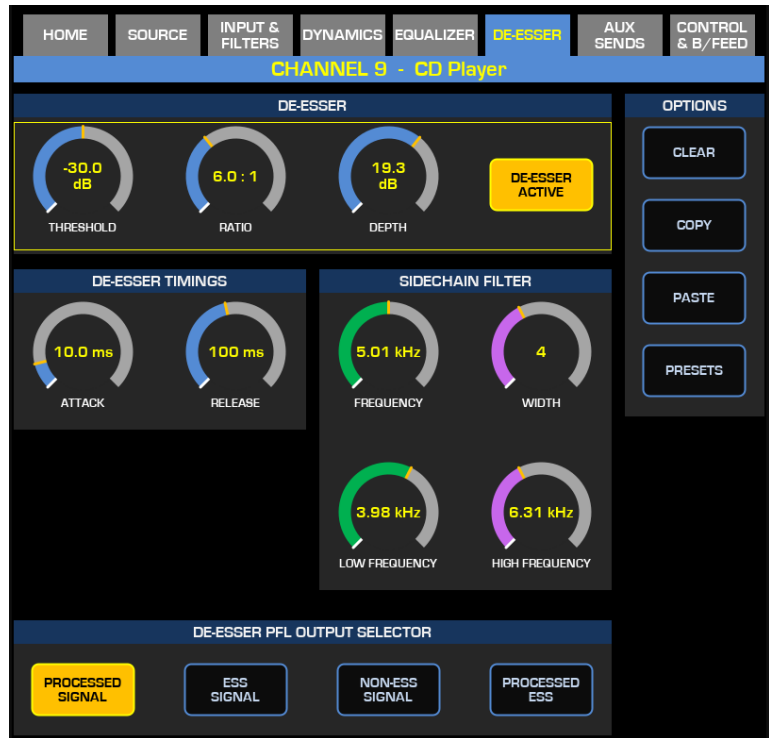 HOME
SOURCE
INPUT &
FILTERS
DYNAMICS
EQUALIZER
DE-ESSER
AUX
SENDS
CONTROL
& B/FEED
CHANNEL 9 - CD Player
DE-ESSER
-30.0
dB
THRESHOLD
6.0 : 1
RATIO
19.3
dB
DEPTH
DE-ESSER
ACTIVE
OPTIONS
CLEAR
COPY
PASTE
PRESETS
DE-ESSER TIMINGS
10.0 ms
ATTACK
100 ms
RELEASE
SIDECHAIN FILTER
5.01 kHz
FREQUENCY
4
WIDTH
3.98 kHz
LOW FREQUENCY
6.31 kHz
HIGH FREQUENCY
DE-ESSER PFL OUTPUT SELECTOR
PROCESSED
SIGNAL
ESS
SIGNAL
NON-ESS
SIGNAL
PROCESSED
ESS